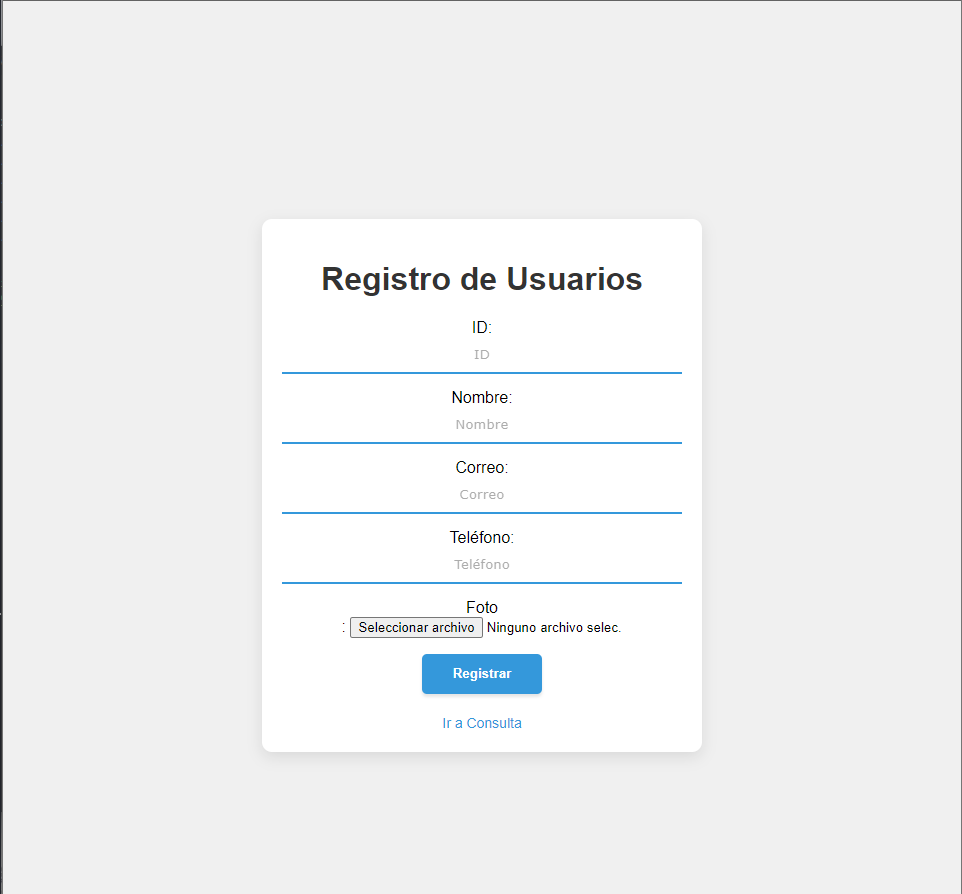 Registro de Usuarios
ID:
ID
Nombre:
Nombre
Correo:
Correo
Teléfono:
Teléfono
Foto
: Seleccionar archivo Ninguno archivo selec.
Registrar
Ir a Consulta